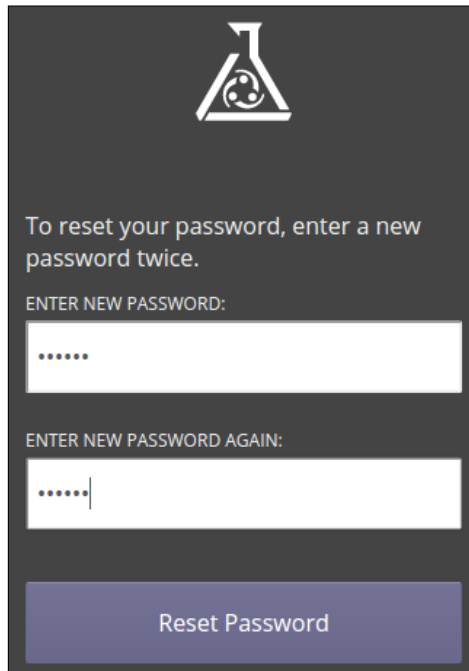 To reset your password, enter a new
password twice.
ENTER NEW PASSWORD:
••••••
ENTER NEW PASSWORD AGAIN:
••••••
Reset Password